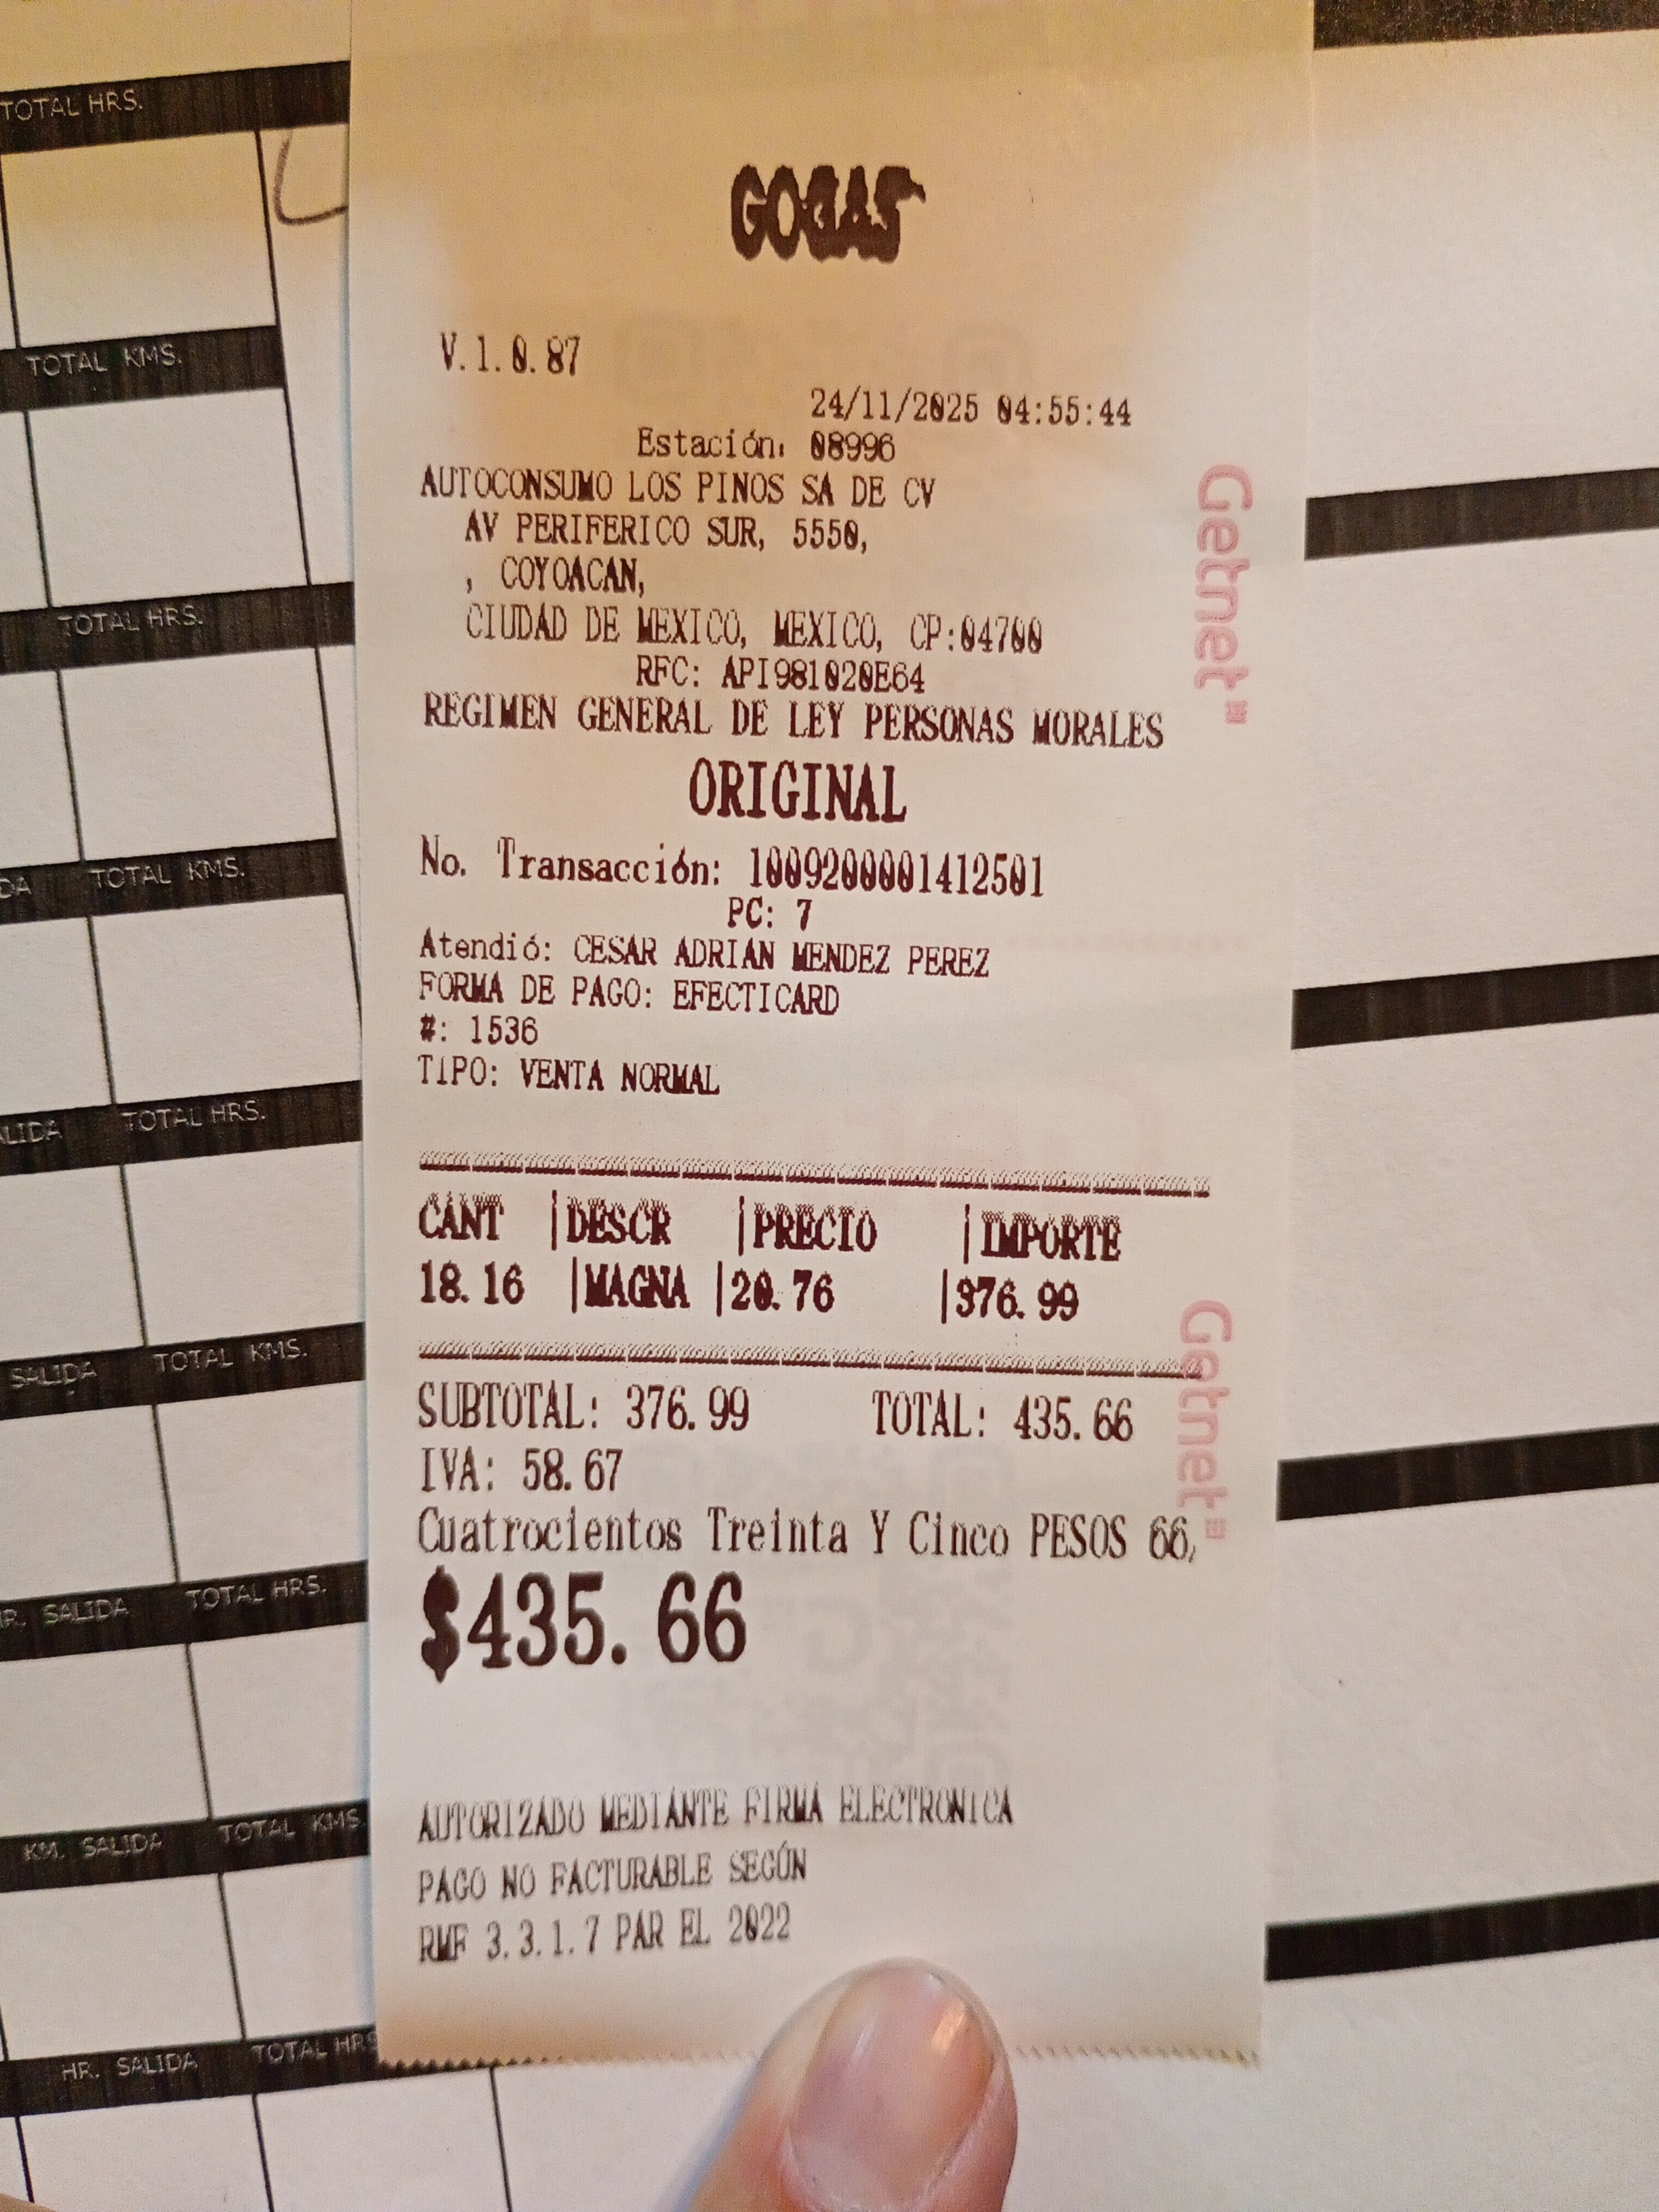 TOTAL HRS.
TOTAL KMS.
TOTAL HRS.
TOTAL KMS.
TOTAL HRS.
SALIDA TOTAL KMS.
SALIDA TOTAL HRS.
KM. SALIDA TOTAL KMS
HR. SALIDA TOTAL HRS
GOGAS
V.1.0.87
24/11/2025 04:55:44
Estación: 08996
AUTOCONSUMO LOS PINOS SA DE CV
AV PERIFERICO SUR, 5550,
, COYOACAN,
CIUDAD DE MEXICO, MEXICO, CP:04700
RFC: API981020E64
REGIMEN GENERAL DE LEY PERSONAS MORALES
ORIGINAL
No. Transacción: 1009200001412501
PC: 7
Atendió: CESAR ADRIAN MENDEZ PEREZ
FORMA DE PAGO: EFECTICARD
#: 1536
TIPO: VENTA NORMAL
CANT |DESCR |PRECIO |IMPORTE
18.16 |MAGNA |20.76 |376.99
SUBTOTAL: 376.99 TOTAL: 435.66
IVA: 58.67
Cuatrocientos Treinta Y Cinco PESOS 66/
$435.66
AUTORIZADO MEDIANTE FIRMA ELECTRONICA
PAGO NO FACTURABLE SEGÚN
RMF 3.3.1.7 PAR EL 2022
Getnet
Getnet